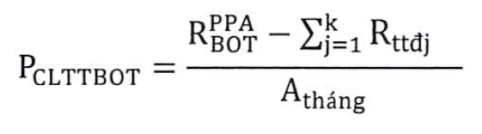 P_CLTTBOT = (R_BOT^PPA − ∑_{j=1}^k R_ttđj) / A_tháng